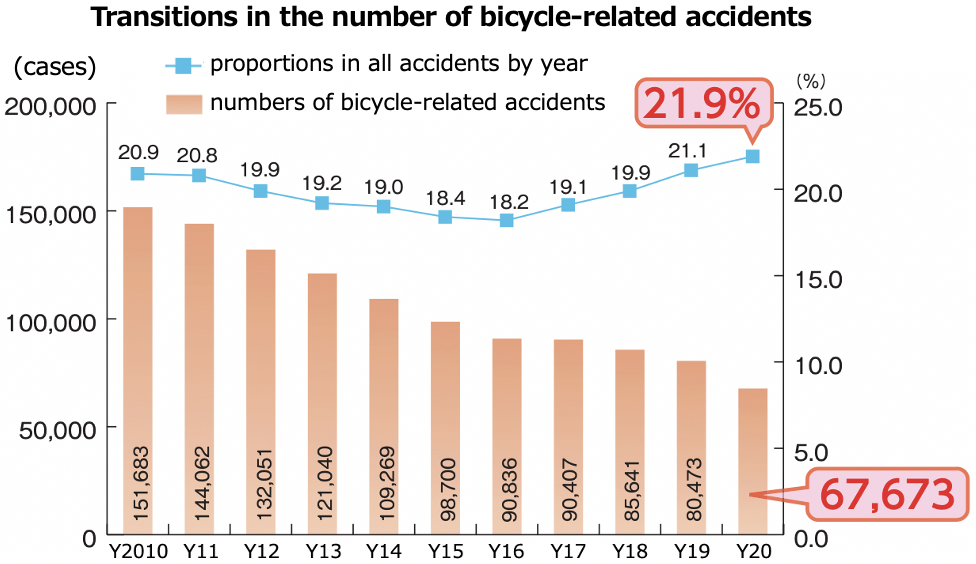 Transitions in the number of bicycle-related accidents
(cases)
proportions in all accidents by year
numbers of bicycle-related accidents
(%)
200,000
150,000
100,000
50,000
0
25.0
20.0
15.0
10.0
5.0
0.0
20.9 20.8 19.9 19.2 19.0 18.4 18.2 19.1 19.9 21.1
21.9%
151,683 144,062 132,051 121,040 109,269 98,700 90,836 90,407 85,641 80,473
67,673
Y2010 Y11 Y12 Y13 Y14 Y15 Y16 Y17 Y18 Y19 Y20